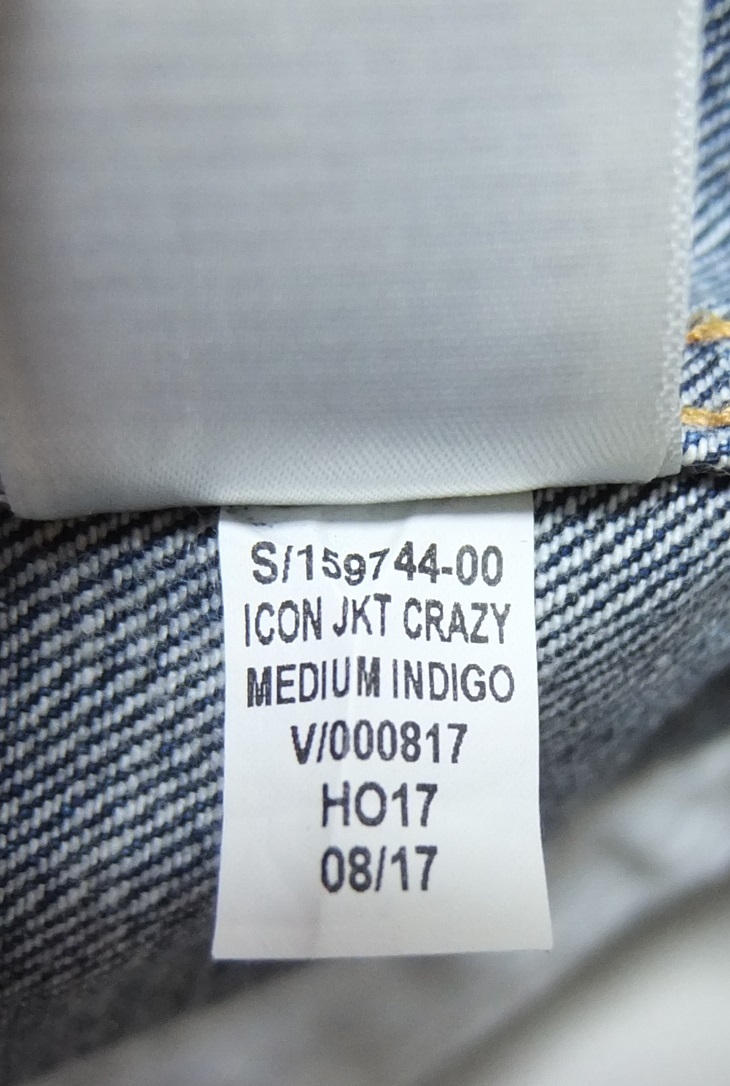 S/159744-00
ICON JKT CRAZY
MEDIUM INDIGO
V/000817
HO17
08/17